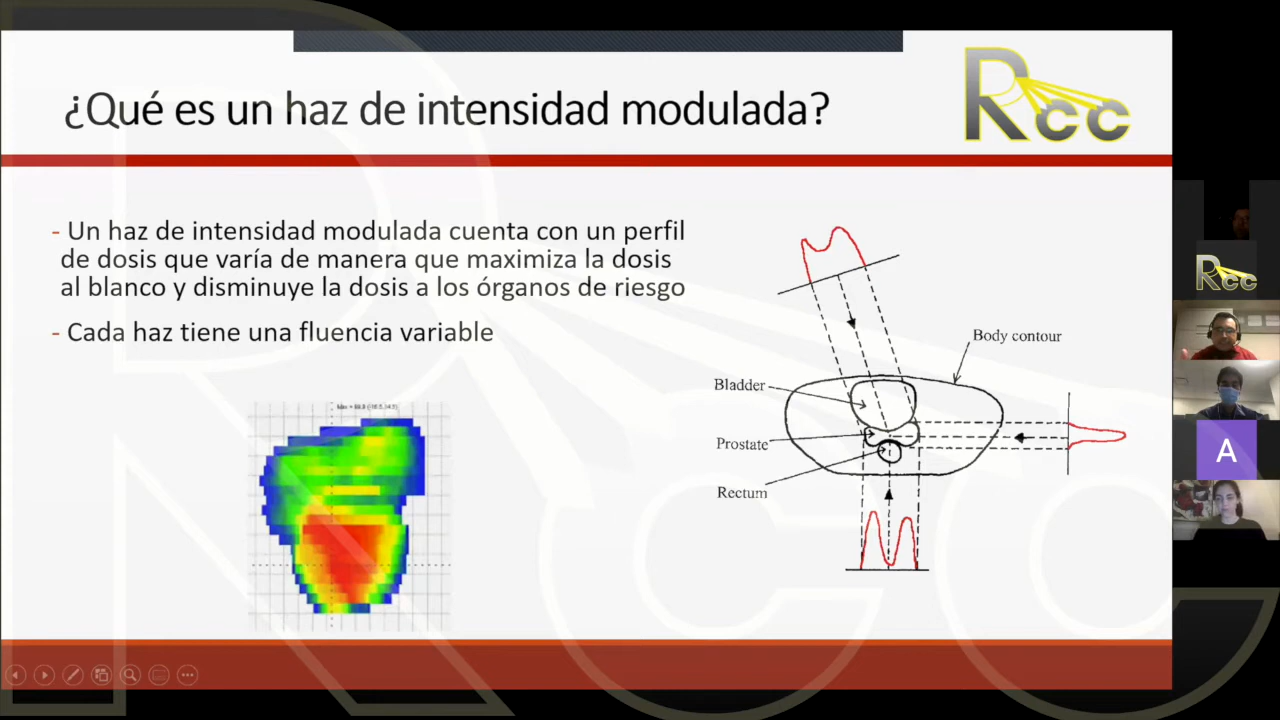 ¿Qué es un haz de intensidad modulada?
Rcc
- Un haz de intensidad modulada cuenta con un perfil
de dosis que varía de manera que maximiza la dosis
al blanco y disminuye la dosis a los órganos de riesgo
- Cada haz tiene una fluencia variable
Body contour
Bladder
Prostate
Rectum
Rcc
A